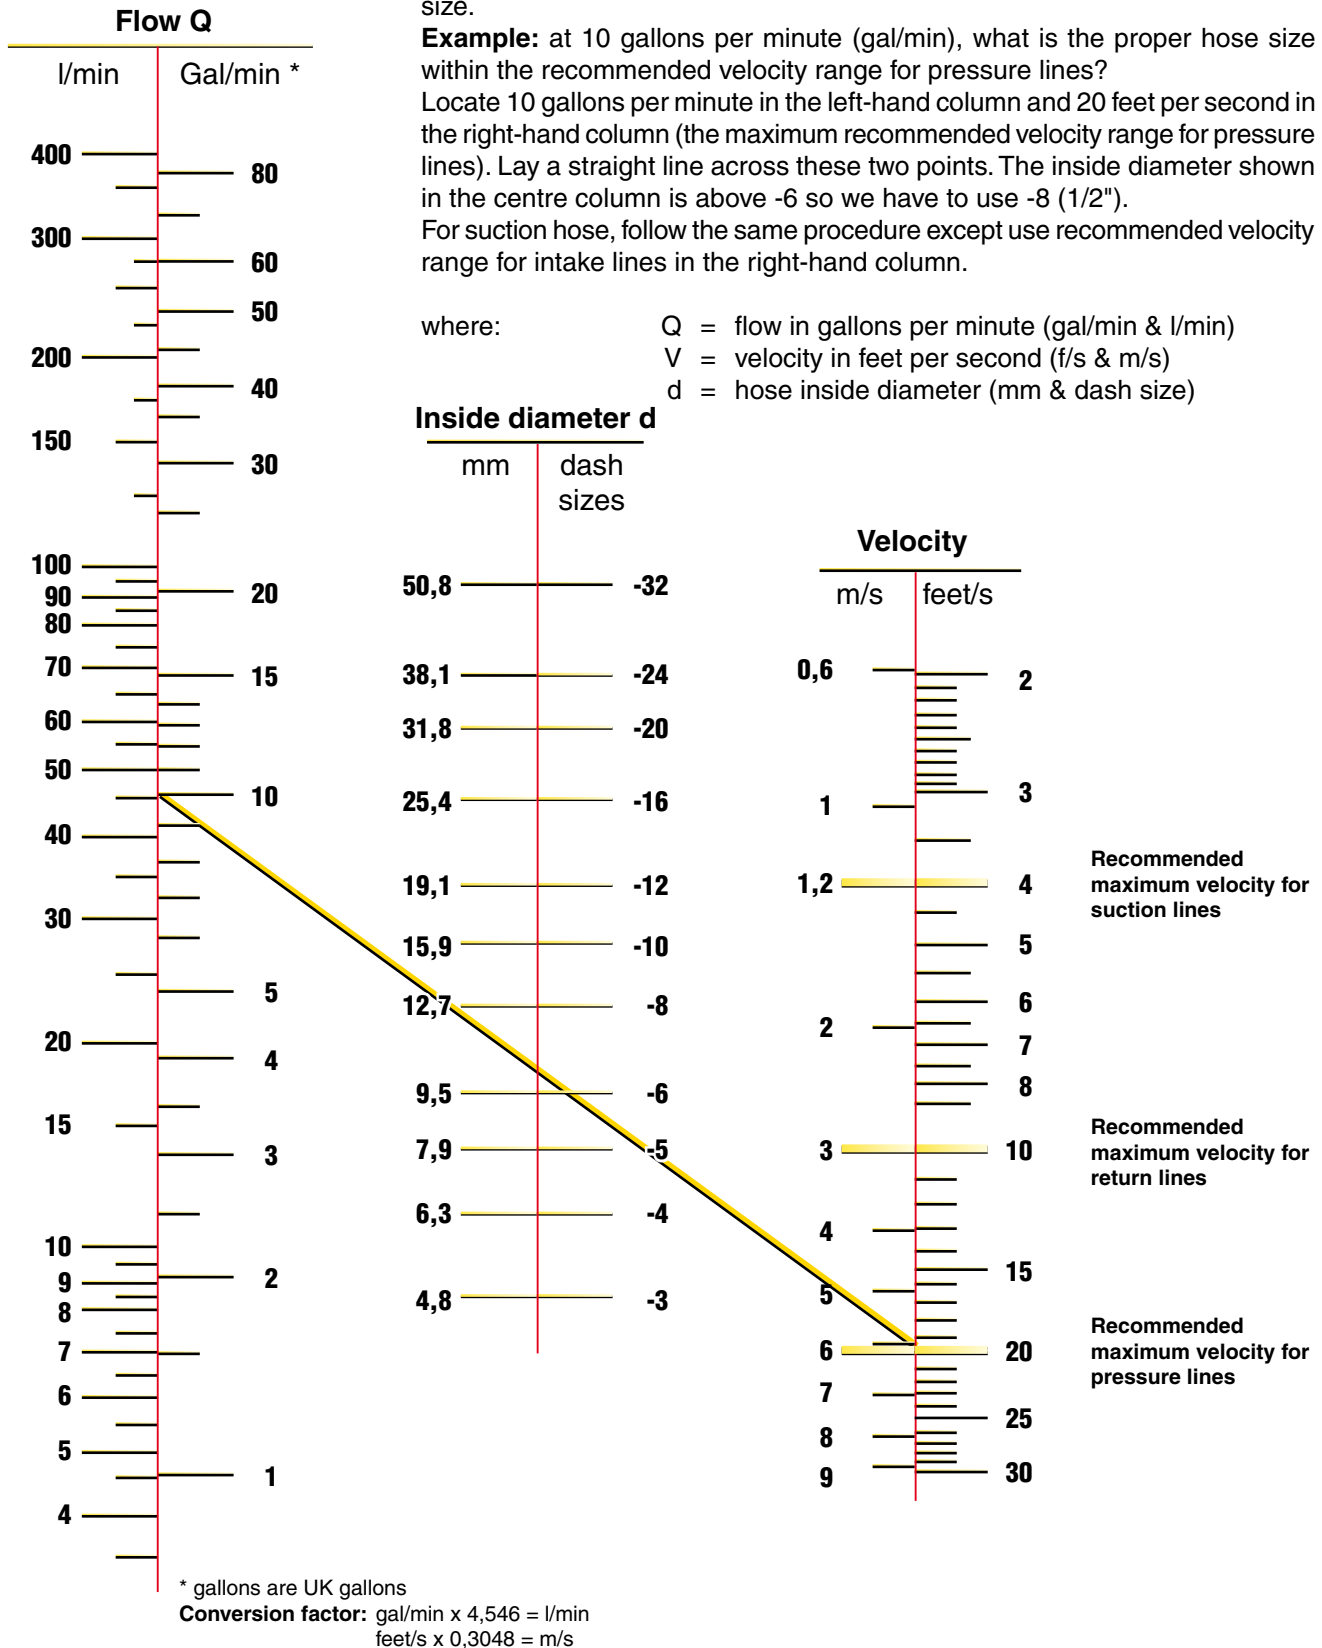 size.
Example: at 10 gallons per minute (gal/min), what is the proper hose size
within the recommended velocity range for pressure lines?
Locate 10 gallons per minute in the left-hand column and 20 feet per second in
the right-hand column (the maximum recommended velocity range for pressure
lines). Lay a straight line across these two points. The inside diameter shown
in the centre column is above -6 so we have to use -8 (1/2").
For suction hose, follow the same procedure except use recommended velocity
range for intake lines in the right-hand column.
where: Q = flow in gallons per minute (gal/min & l/min)
V = velocity in feet per second (f/s & m/s)
d = hose inside diameter (mm & dash size)
Flow Q
l/min Gal/min *
400
80
300
60
50
200
40
150
30
100
20
90
80
70
15
60
50
10
40
30
5
20
4
15
3
10
2
9
8
7
6
5
1
4
Inside diameter d
mm dash
sizes
50,8 -32
38,1 -24
31,8 -20
25,4 -16
19,1 -12
15,9 -10
12,7 -8
9,5 -6
7,9 -5
6,3 -4
4,8 -3
Velocity
m/s feet/s
0,6 2
3
1
1,2 4
5
6
2
7
8
3 10
4
15
5
6 20
7
25
8
9 30
Recommended
maximum velocity for
suction lines
Recommended
maximum velocity for
return lines
Recommended
maximum velocity for
pressure lines
* gallons are UK gallons
Conversion factor: gal/min x 4,546 = l/min
feet/s x 0,3048 = m/s